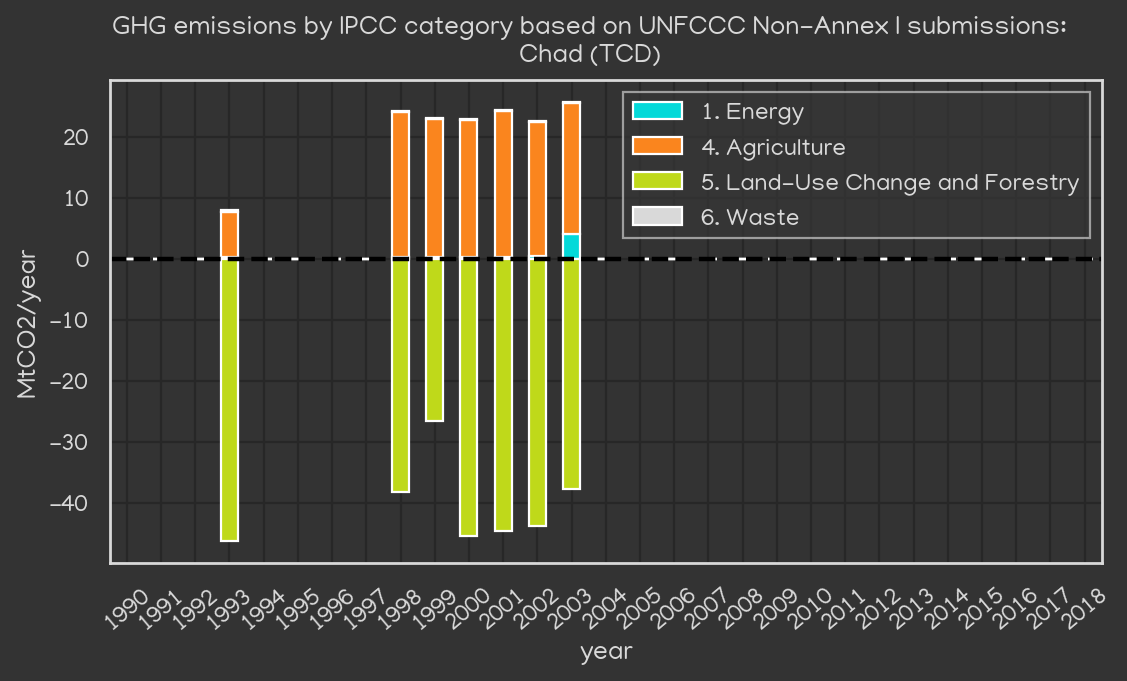 GHG emissions by IPCC category based on UNFCCC Non-Annex I submissions:
Chad (TCD)
1. Energy
4. Agriculture
5. Land-Use Change and Forestry
6. Waste
MtCO2/year
20
10
0
−10
−20
−30
−40
1990 1991 1992 1993 1994 1995 1996 1997 1998 1999 2000 2001 2002 2003 2004 2005 2006 2007 2008 2009 2010 2011 2012 2013 2014 2015 2016 2017 2018
year